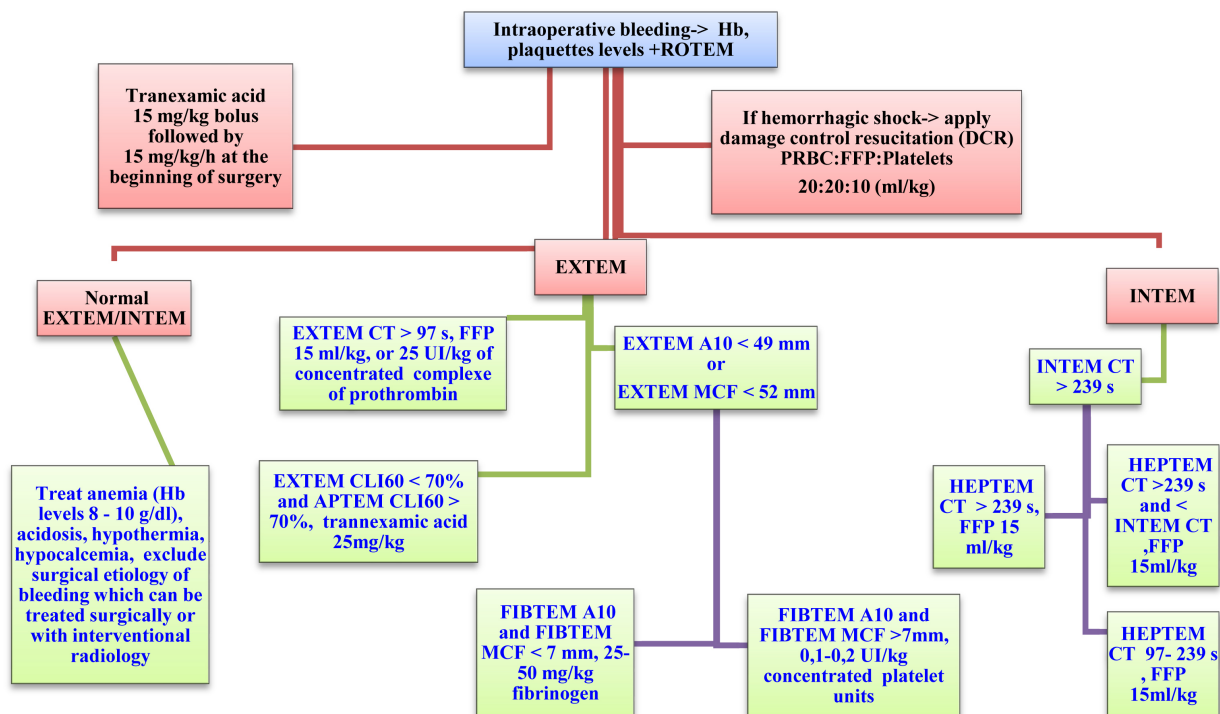 Intraoperative bleeding-> Hb,
plaquettes levels +ROTEM
Tranexamic acid
15 mg/kg bolus
followed by
15 mg/kg/h at the
beginning of surgery
If hemorrhagic shock-> apply
damage control resucitation (DCR)
PRBC:FFP:Platelets
20:20:10 (ml/kg)
Normal
EXTEM/INTEM
EXTEM
INTEM
EXTEM CT > 97 s, FFP
15 ml/kg, or 25 UI/kg of
concentrated complexe
of prothrombin
EXTEM A10 < 49 mm
or
EXTEM MCF < 52 mm
INTEM CT
> 239 s
Treat anemia (Hb
levels 8 - 10 g/dl),
acidosis, hypothermia,
hypocalcemia, exclude
surgical etiology of
bleeding which can be
treated surgically or
with interventional
radiology
EXTEM CLI60 < 70%
and APTEM CLI60 >
70%, trannexamic acid
25mg/kg
HEPTEM
CT > 239 s,
FFP 15
ml/kg
HEPTEM
CT >239 s
and <
INTEM CT
,FFP
15ml/kg
FIBTEM A10
and FIBTEM
MCF < 7 mm, 25-
50 mg/kg
fibrinogen
FIBTEM A10 and
FIBTEM MCF >7mm,
0,1-0,2 UI/kg
concentrated platelet
units
HEPTEM
CT 97- 239 s
, FFP
15ml/kg